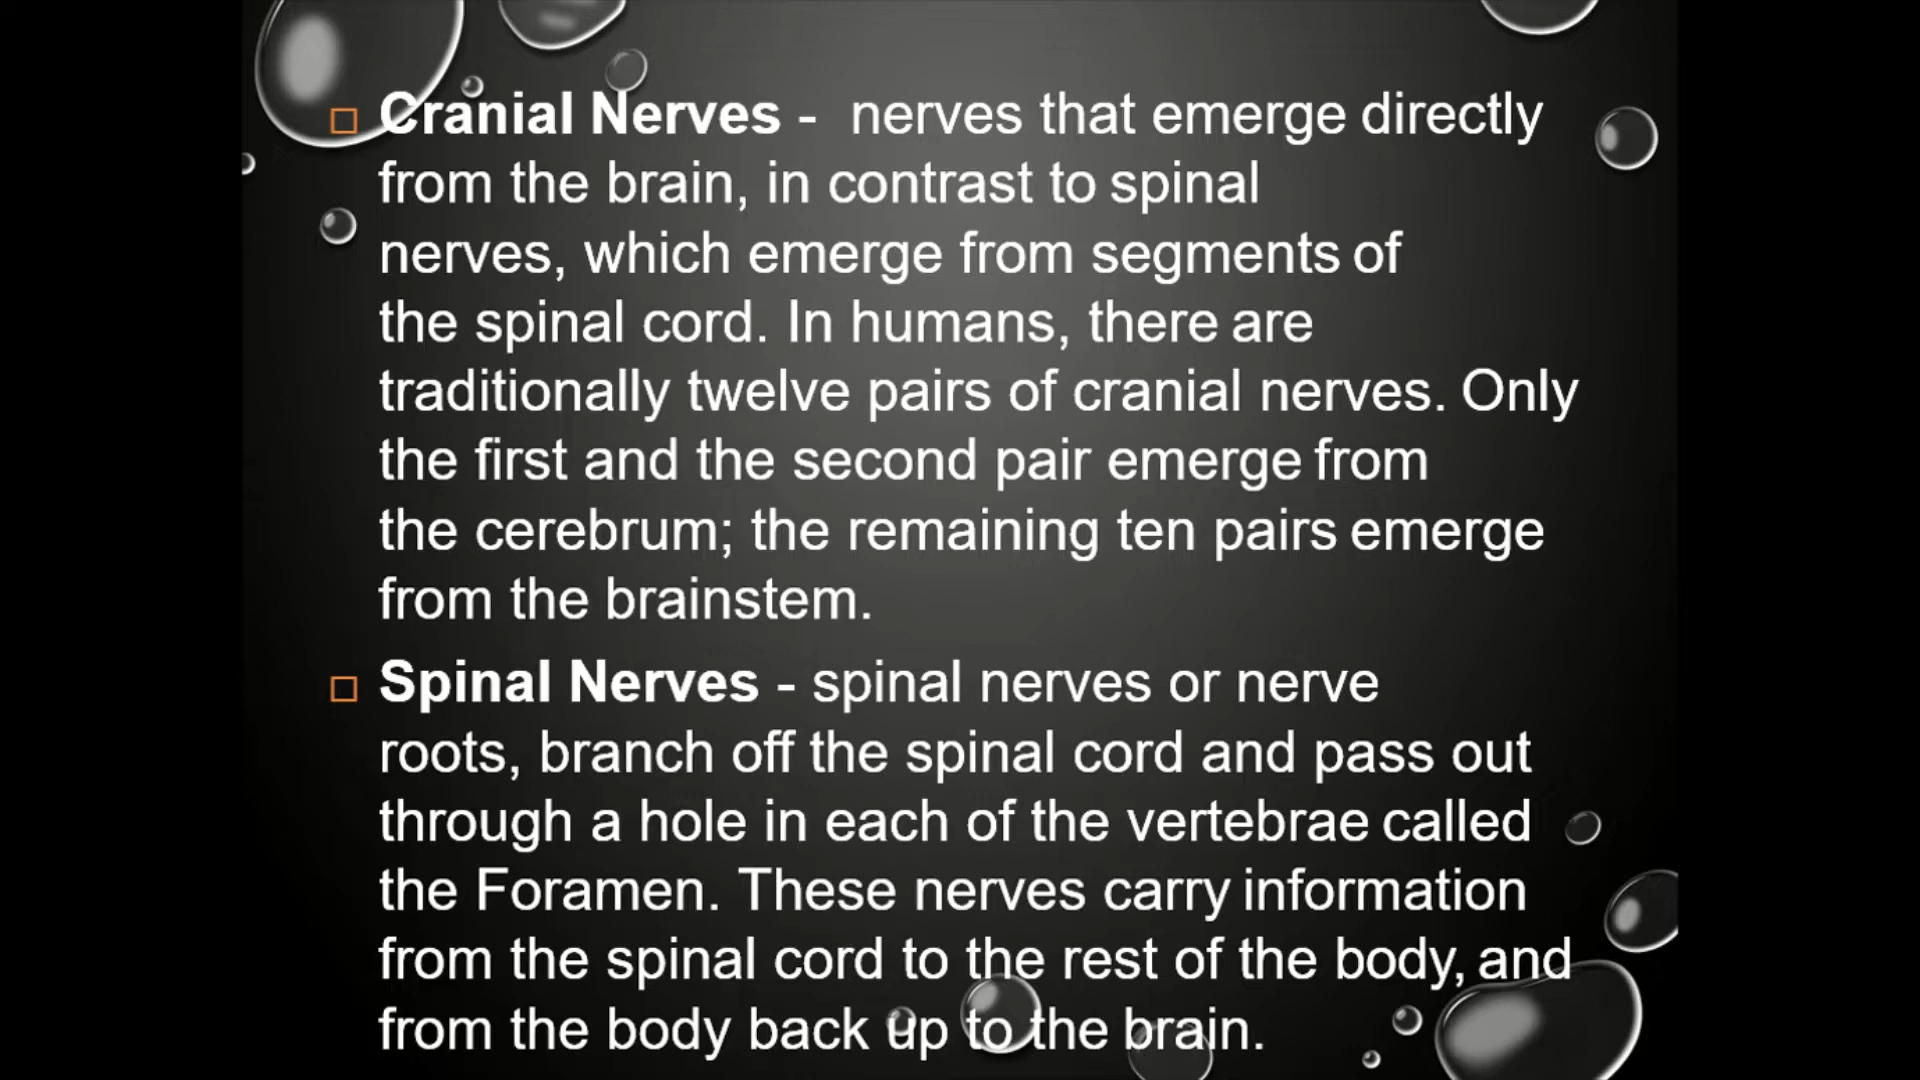 Cranial Nerves - nerves that emerge directly
from the brain, in contrast to spinal
nerves, which emerge from segments of
the spinal cord. In humans, there are
traditionally twelve pairs of cranial nerves. Only
the first and the second pair emerge from
the cerebrum; the remaining ten pairs emerge
from the brainstem.
Spinal Nerves - spinal nerves or nerve
roots, branch off the spinal cord and pass out
through a hole in each of the vertebrae called
the Foramen. These nerves carry information
from the spinal cord to the rest of the body, and
from the body back up to the brain.